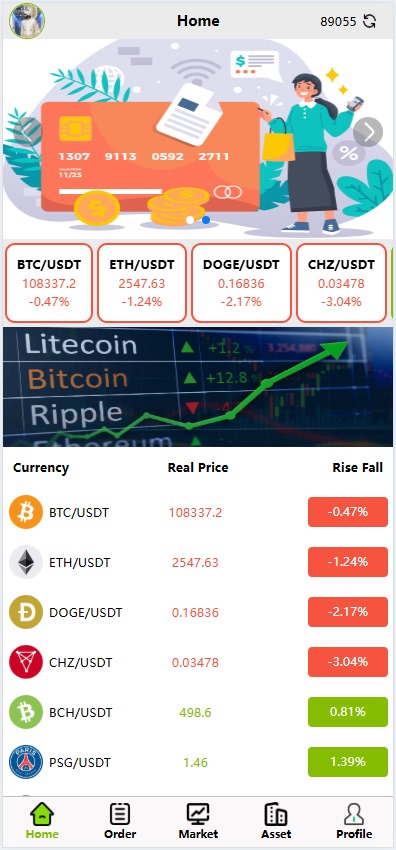 Home
89055
$
1307 9113 0592 2711
11/23
%
BTC/USDT
108337.2
-0.47%
ETH/USDT
2547.63
-1.24%
DOGE/USDT
0.16836
-2.17%
CHZ/USDT
0.03478
-3.04%
Litecoin
+1.2 %
Bitcoin
+12.8
Ripple
Ethereum
Currency
Real Price
Rise Fall
BTC/USDT
108337.2
-0.47%
ETH/USDT
2547.63
-1.24%
DOGE/USDT
0.16836
-2.17%
CHZ/USDT
0.03478
-3.04%
BCH/USDT
498.6
0.81%
PARIS
PSG/USDT
1.46
1.39%
Home
Order
Market
Asset
Profile